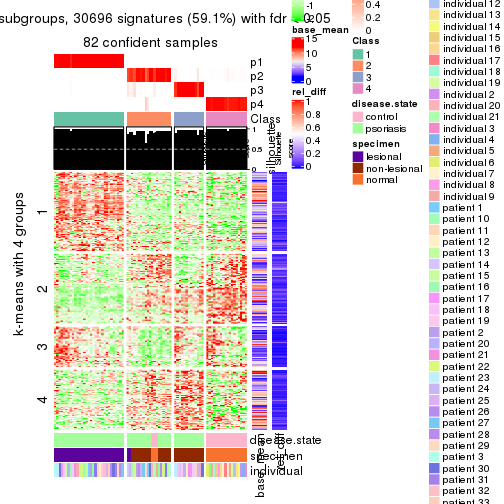 subgroups, 30696 signatures (59.1%) with fdr < 0.05
82 confident samples
p1
p2
p3
p4
Class
1
0.5
0
silhouette
score
k-means with 4 groups
1
2
3
4
disease.state
specimen
individual
base_mean
rel_diff
-1
-2
base_mean
15
10
5
0
rel_diff
1
0.8
0.6
0.4
0.2
0
0.4
0.2
0
Class
1
2
3
4
disease.state
control
psoriasis
specimen
lesional
non-lesional
normal
individual 12
individual 13
individual 14
individual 15
individual 16
individual 17
individual 18
individual 19
individual 2
individual 20
individual 21
individual 3
individual 4
individual 5
individual 6
individual 7
individual 8
individual 9
patient 1
patient 10
patient 11
patient 12
patient 13
patient 14
patient 15
patient 16
patient 17
patient 18
patient 19
patient 2
patient 20
patient 21
patient 22
patient 23
patient 24
patient 25
patient 26
patient 27
patient 28
patient 29
patient 3
patient 30
patient 31
patient 32
patient 33